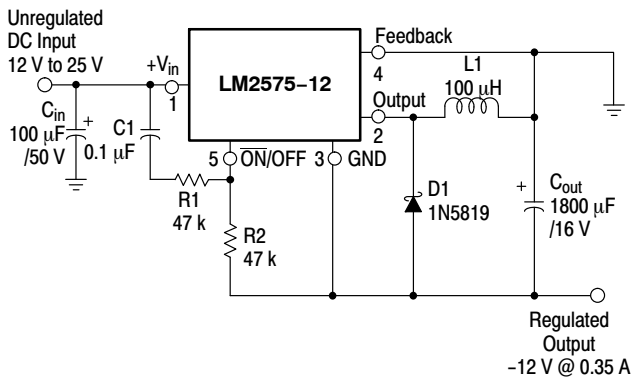 Unregulated
DC Input
12 V to 25 V
+Vin
1
LM2575–12
Feedback
4
L1
100 μH
Output
2
Cin
100 μF
/50 V
+
C1
0.1 μF
5
ON/OFF
3
GND
R1
47 k
R2
47 k
D1
1N5819
+
Cout
1800 μF
/16 V
Regulated
Output
–12 V @ 0.35 A